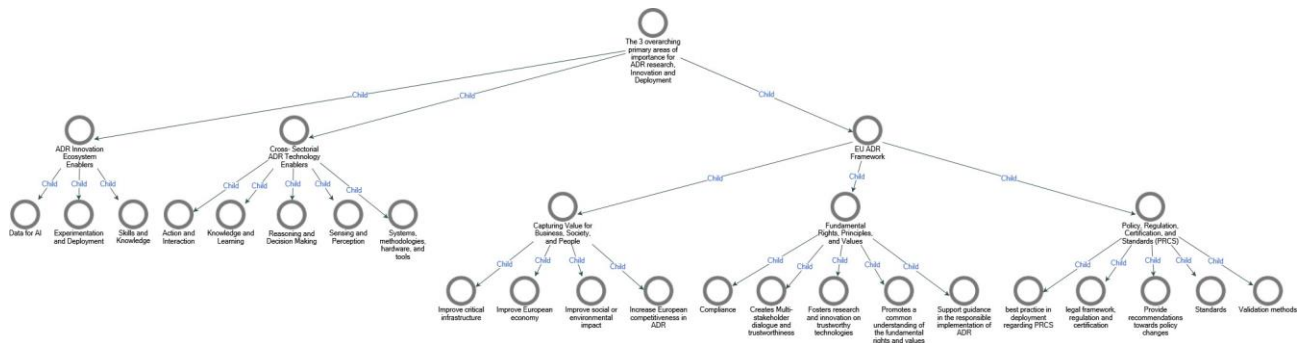 The 3 overarching
primary areas of
importance for
ADR research,
Innovation and
Deployment
Child
Child
Child
ADR Innovation
Ecosystem
Enablers
Cross- Sectorial
ADR Technology
Enablers
EU ADR
Framework
Child
Child
Child
Child
Child
Child
Child
Child
Child
Child
Child
Data for AI
Experimentation
and Deployment
Skills and
Knowledge
Action and
Interaction
Knowledge and
Learning
Reasoning and
Decision Making
Sensing and
Perception
Systems,
methodologies,
hardware, and
tools
Capturing Value for
Business, Society,
and People
Fundamental
Rights, Principles,
and Values
Policy, Regulation,
Certification, and
Standards (PRCS)
Child
Child
Child
Child
Child
Child
Child
Child
Child
Child
Child
Child
Child
Child
Improve critical
infrastructure
Improve European
economy
Improve social or
environmental
impact
Increase European
competitiveness in
ADR
Compliance
Creates Multi-
stakeholder
dialogue and
trustworthiness
Fosters research
and innovation on
trustworthy
technologies
Promotes a
common
understanding of
the fundamental
rights and values
Support guidance
in the responsible
implementation of
ADR
best practice in
deployment
regarding PRCS
legal framework,
regulation and
certification
Provide
recommendations
towards policy
changes
Standards
Validation methods